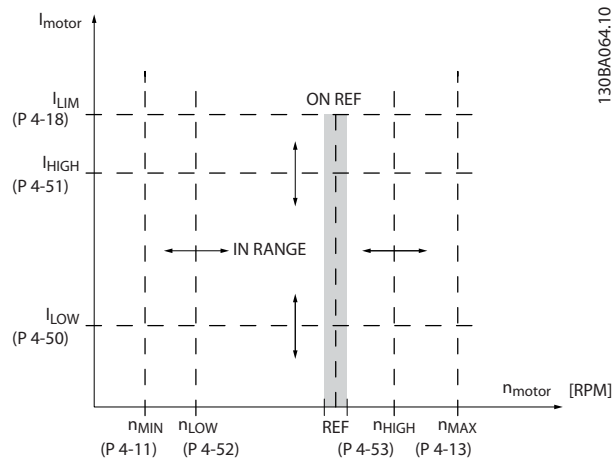 130BA064.10
Imotor
ILIM
(P 4-18)
ON REF
IHIGH
(P 4-51)
IN RANGE
ILOW
(P 4-50)
nmotor [RPM]
nMIN nLOW REF nHIGH nMAX
(P 4-11) (P 4-52) (P 4-53) (P 4-13)